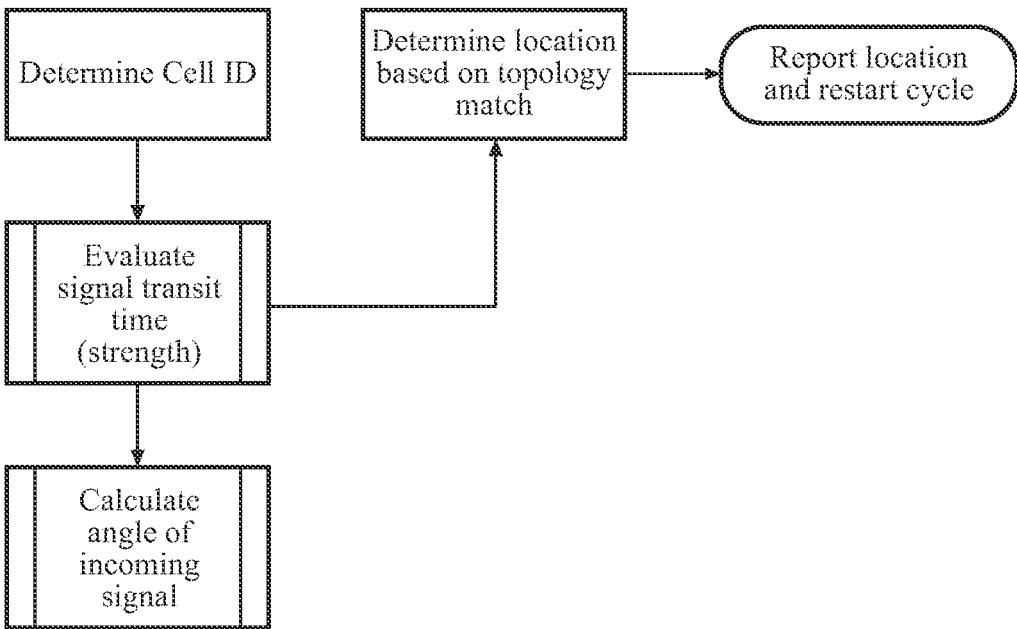 Determine Cell ID
Evaluate
signal transit
time
(strength)
Calculate
angle of
incoming
signal
Determine location
based on topology
match
Report location
and restart cycle